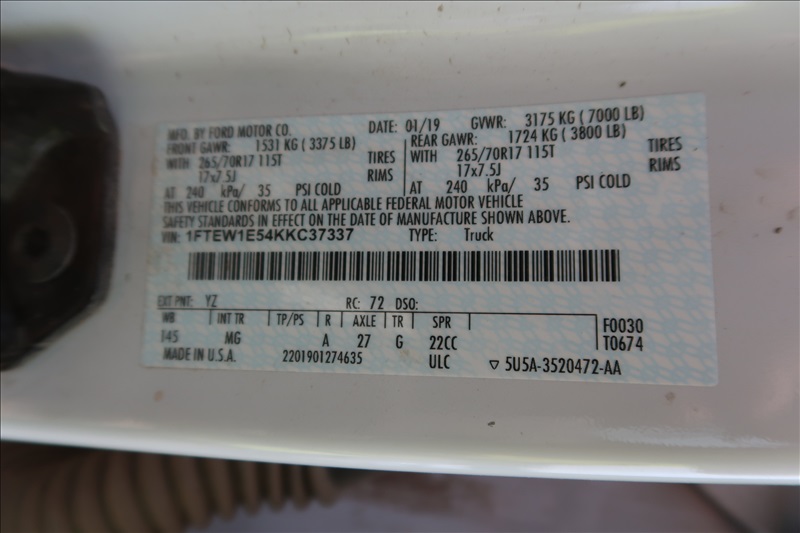 MFD. BY FORD MOTOR CO. DATE: 01/19 GVWR: 3175 KG ( 7000 LB)
FRONT GAWR: 1531 KG ( 3375 LB) REAR GAWR: 1724 KG ( 3800 LB)
WITH 265/70R17 115T TIRES WITH 265/70R17 115T TIRES
17x7.5J RIMS 17x7.5J RIMS
AT 240 kPa/ 35 PSI COLD AT 240 kPa/ 35 PSI COLD
THIS VEHICLE CONFORMS TO ALL APPLICABLE FEDERAL MOTOR VEHICLE
SAFETY STANDARDS IN EFFECT ON THE DATE OF MANUFACTURE SHOWN ABOVE.
VIN: 1FTEW1E54KKC37337 TYPE: Truck
EXT PNT: YZ RC: 72 DSO:
WB INT TR TP/PS R AXLE TR SPR F0030
145 MG A 27 G 22CC T0674
MADE IN U.S.A. 2201901274635 ULC ▽ 5U5A-3520472-AA